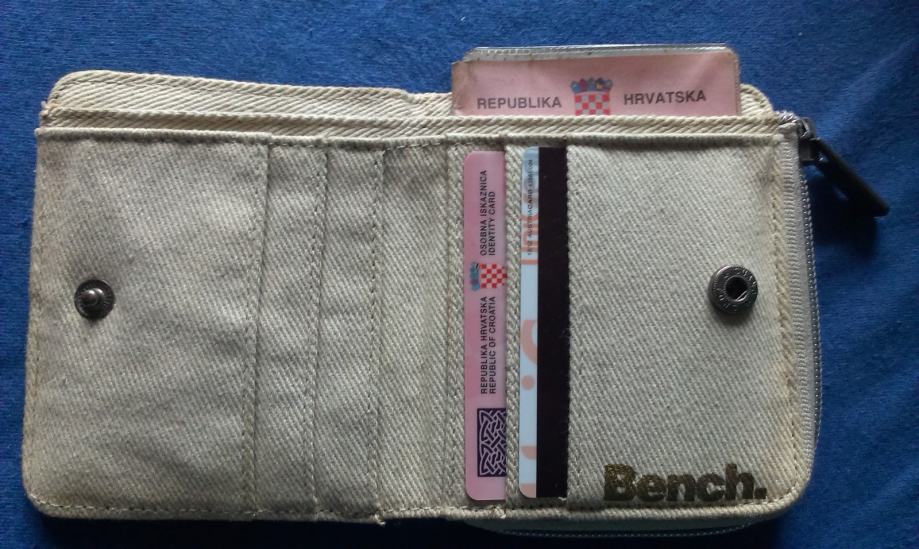 REPUBLIKA HRVATSKA
REPUBLIKA HRVATSKA OSOBNA ISKAZNICA
REPUBLIC OF CROATIA IDENTITY CARD
Bench.